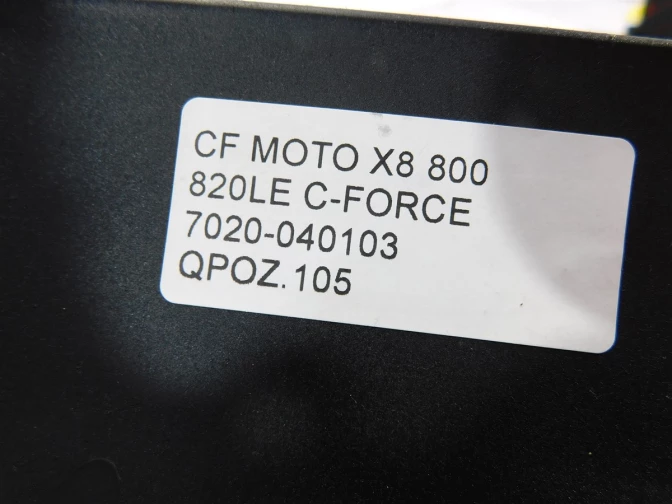 CF MOTO X8 800
820LE C-FORCE
7020-040103
QPOZ.105